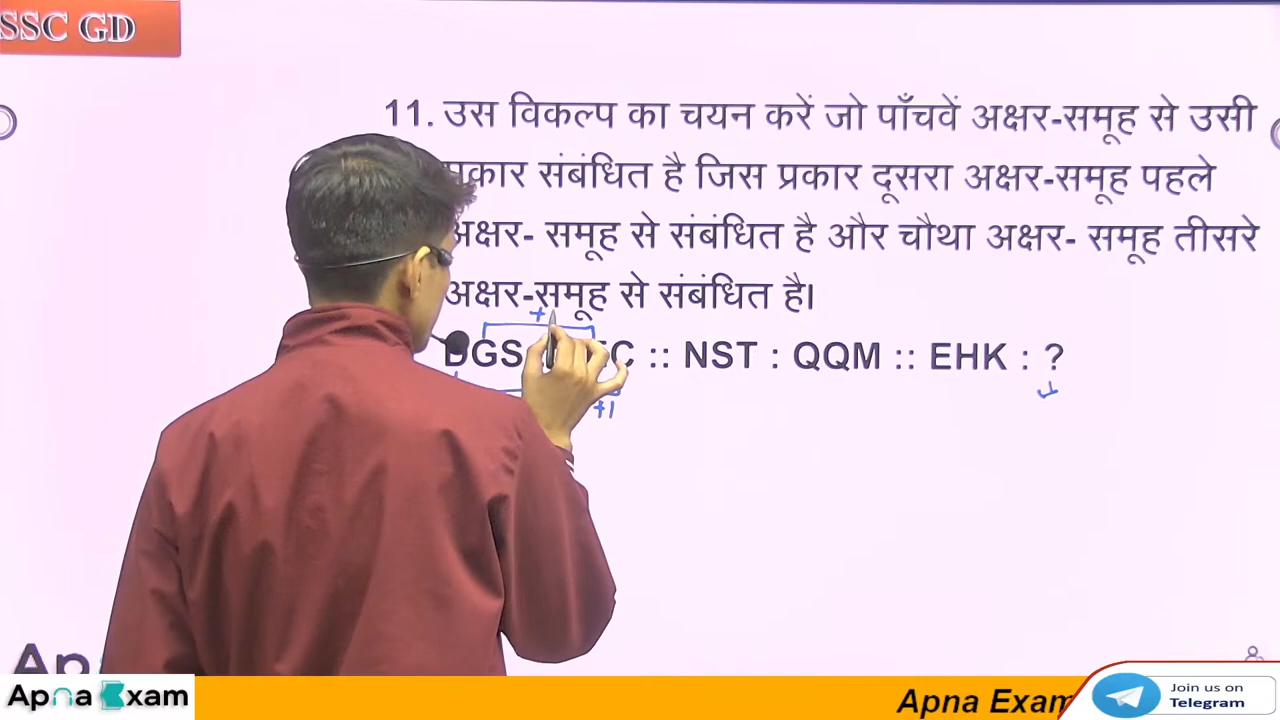 SSC GD
11. उस विकल्प का चयन करें जो पाँचवें अक्षर-समूह से उसी
प्रकार संबंधित है जिस प्रकार दूसरा अक्षर-समूह पहले
अक्षर- समूह से संबंधित है और चौथा अक्षर- समूह तीसरे
अक्षर-समूह से संबंधित है।
DGS :: NST : QQM :: EHK : ?
+1
Apna Exam
Apna Exam
Join us on
Telegram